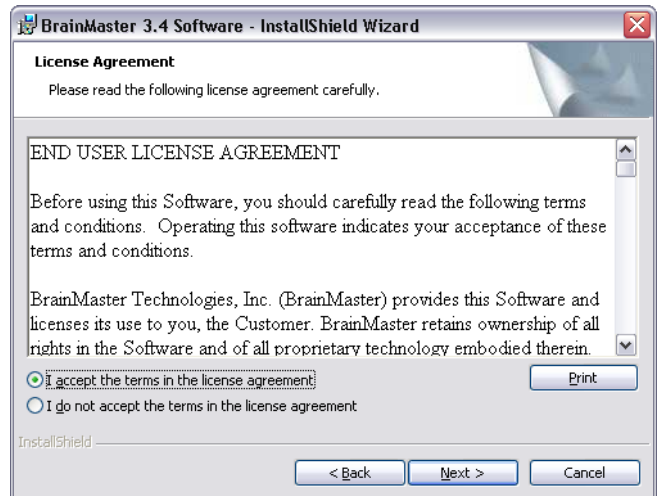 BrainMaster 3.4 Software - InstallShield Wizard
License Agreement
Please read the following license agreement carefully.
END USER LICENSE AGREEMENT
Before using this Software, you should carefully read the following terms
and conditions. Operating this software indicates your acceptance of these
terms and conditions.
BrainMaster Technologies, Inc. (BrainMaster) provides this Software and
licenses its use to you, the Customer. BrainMaster retains ownership of all
rights in the Software and of all proprietary technology embodied therein.
I accept the terms in the license agreement
Print
I do not accept the terms in the license agreement
InstallShield
< Back Next > Cancel